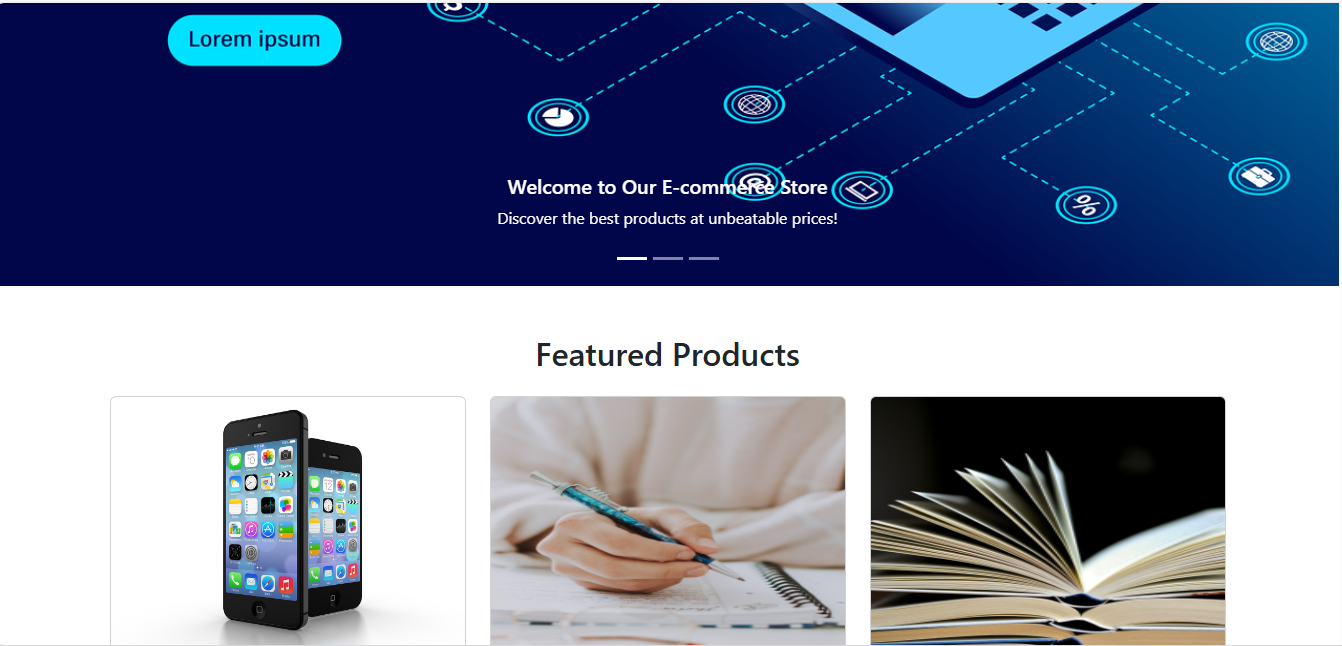 Lorem ipsum
Welcome to Our E-commerce Store
Discover the best products at unbeatable prices!
Featured Products